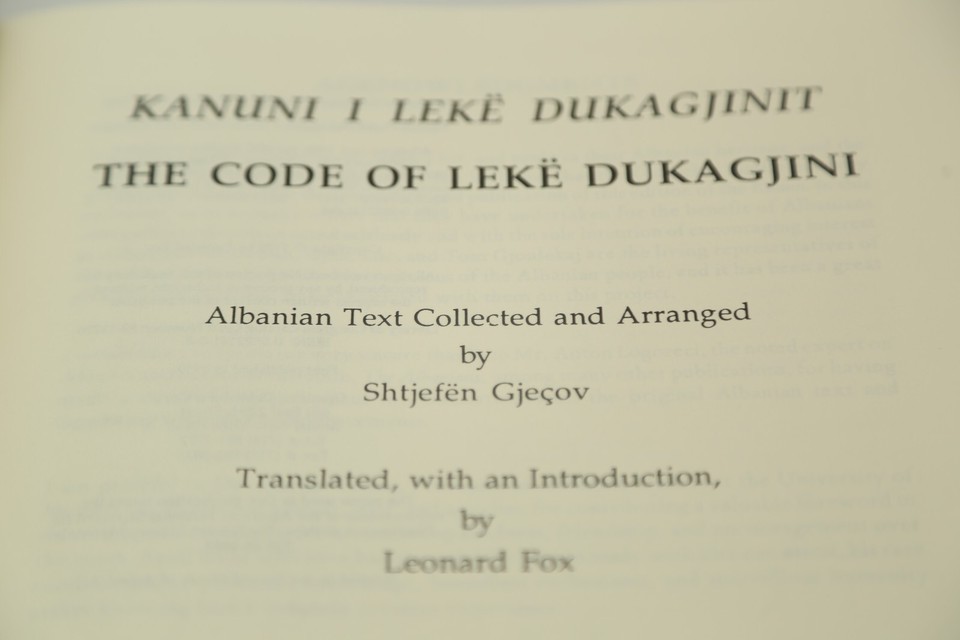 KANUNI I LEKË DUKAGJINIT
THE CODE OF LEKË DUKAGJINI
Albanian Text Collected and Arranged
by
Shtjefën Gjeçov
Translated, with an Introduction,
by
Leonard Fox